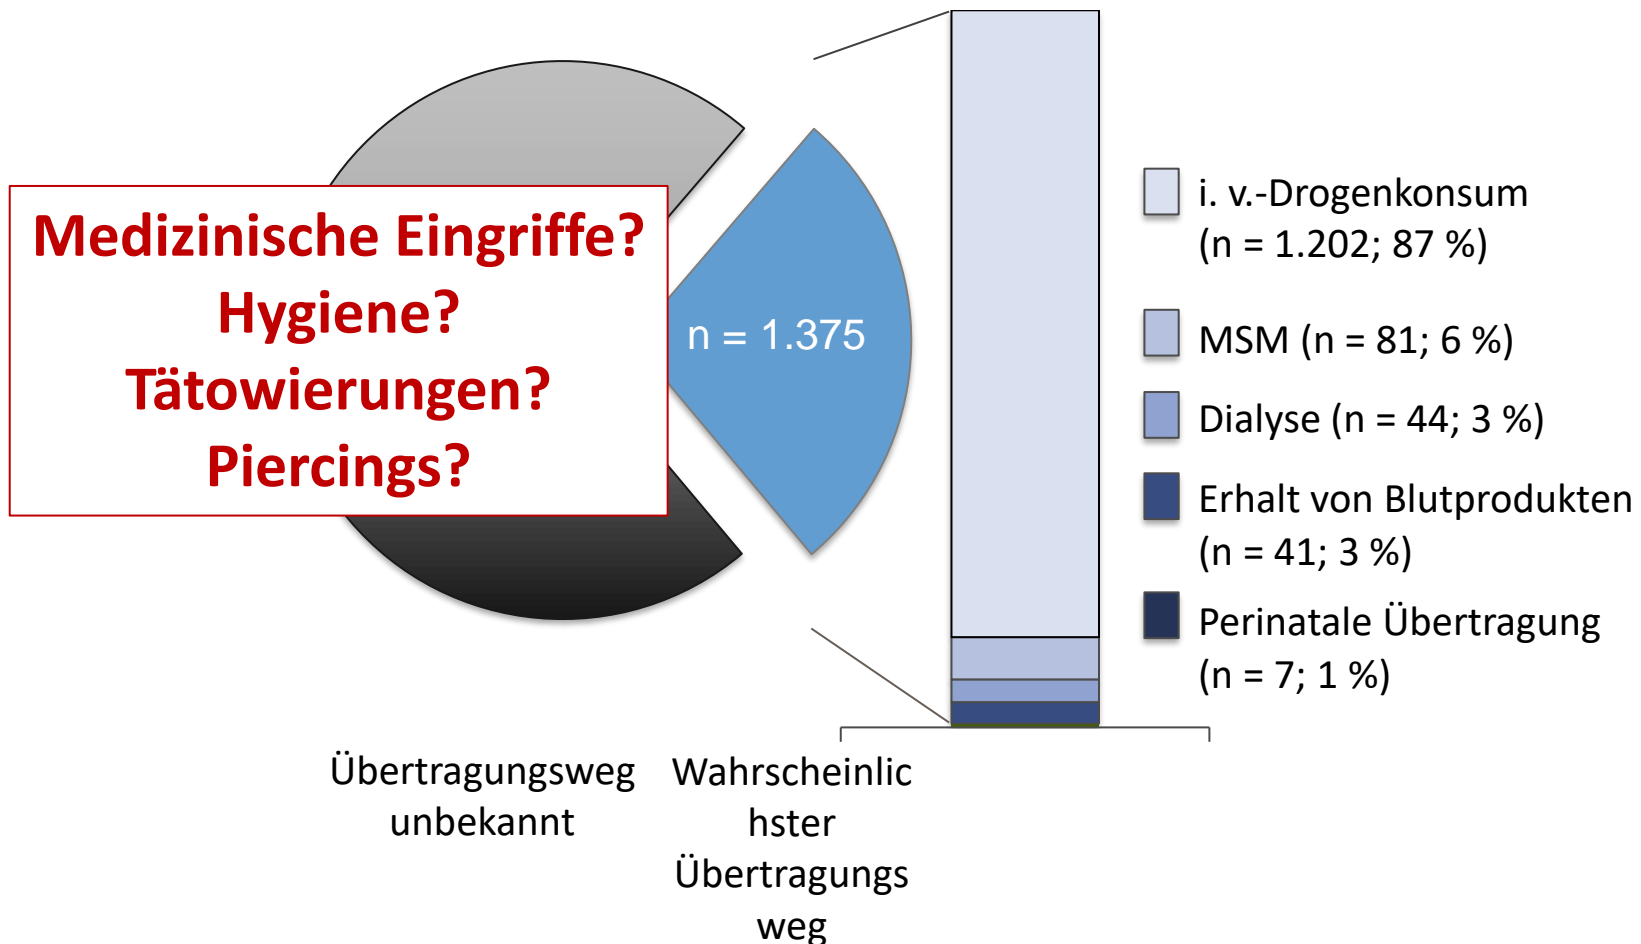 Medizinische Eingriffe?
Hygiene?
Tätowierungen?
Piercings?
n = 1.375
i. v.-Drogenkonsum
(n = 1.202; 87 %)
MSM (n = 81; 6 %)
Dialyse (n = 44; 3 %)
Erhalt von Blutprodukten
(n = 41; 3 %)
Perinatale Übertragung
(n = 7; 1 %)
Übertragungsweg
unbekannt
Wahrscheinlic
hster
Übertragungs
weg